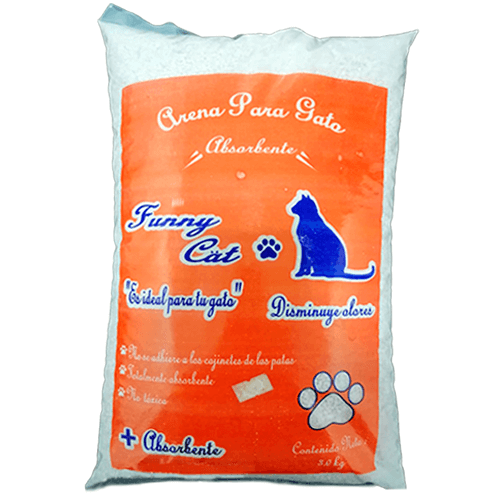 Arena Para Gato
Absorbente
Funny
Cat
"Es ideal para tu gato"
Disminuye olores
No se adhiere a los cojinetes de las patas
Totalmente absorbente
No tóxico
+ Absorbente
Contenido Neto:
3.0 kg